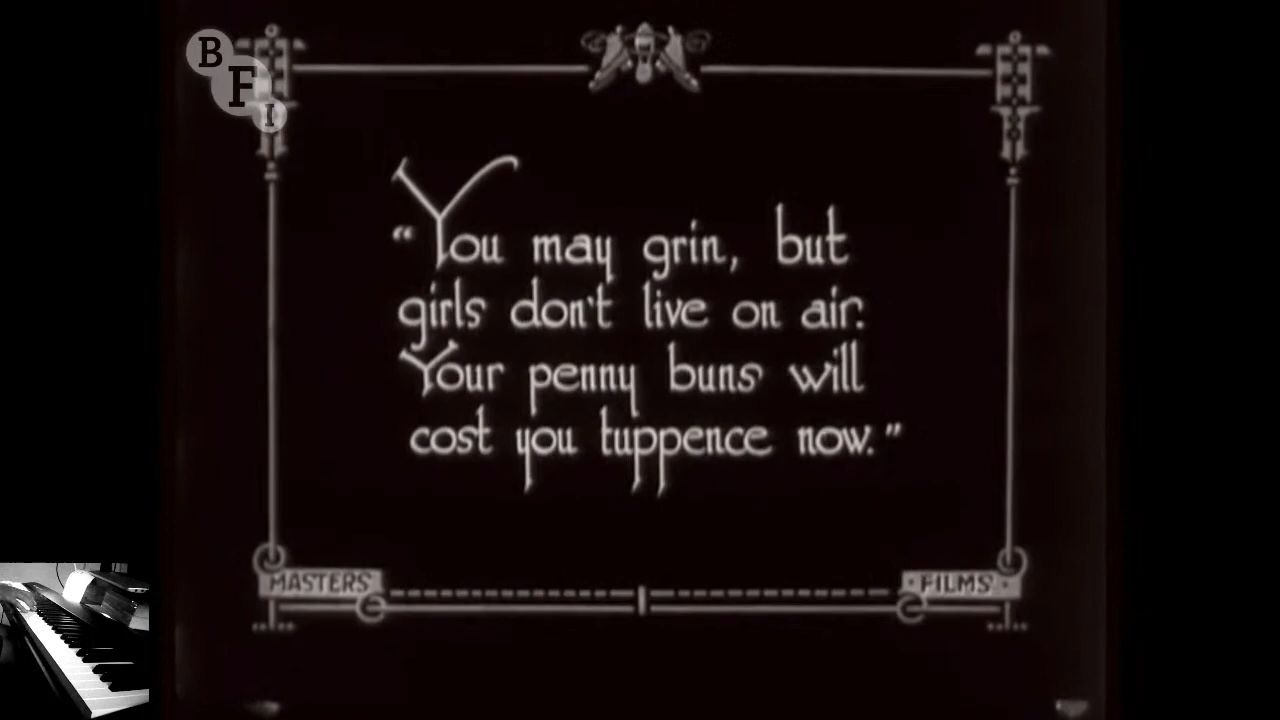 BFI
“You may grin, but
girls don't live on air.
Your penny buns will
cost you tuppence now.”
MASTERS
FILMS